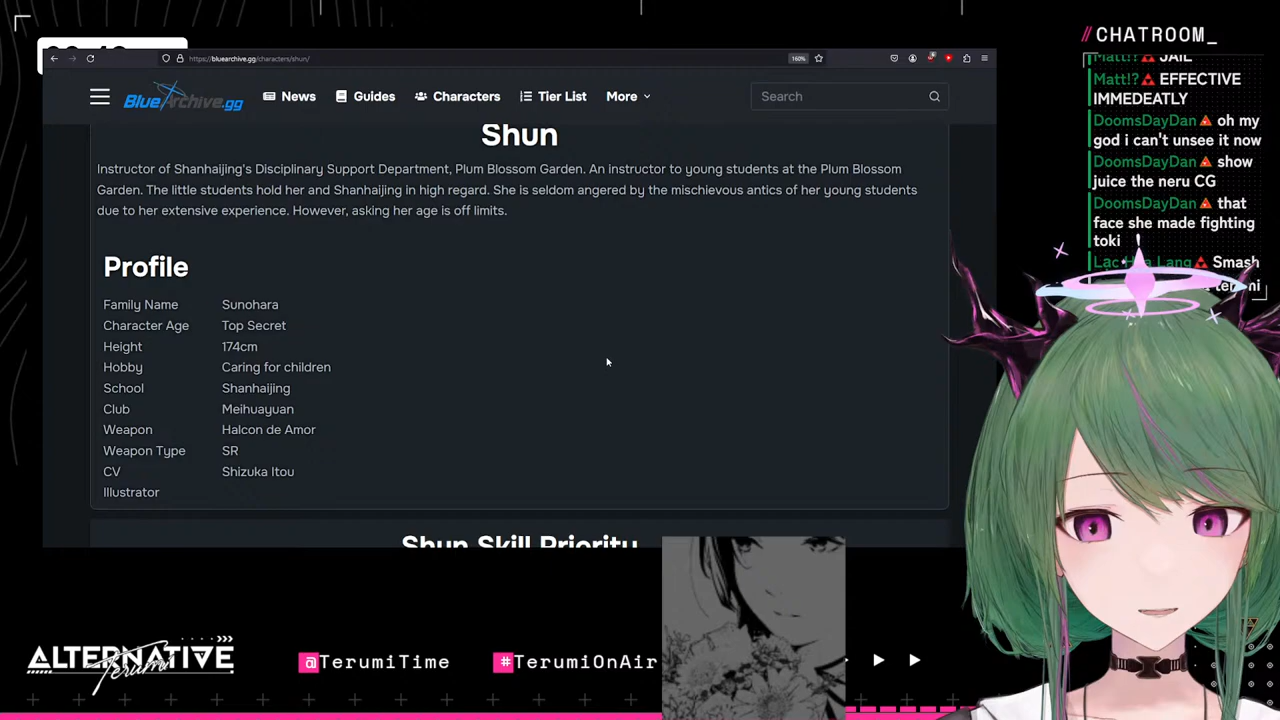 //CHATROOM_
Matt!? JAIL
Matt!? EFFECTIVE
IMMEDEATLY
DoomsDayDan oh my
god i can't unsee it now
DoomsDayDan show
juice the neru CG
DoomsDayDan that
face she made fighting
toki
Smash
https://bluearchive.gg/characters/shun/
160%
BlueArchive.gg
News
Guides
Characters
Tier List
More
Search
Shun
Instructor of Shanhaijing's Disciplinary Support Department, Plum Blossom Garden. An instructor to young students at the Plum Blossom
Garden. The little students hold her and Shanhaijing in high regard. She is seldom angered by the mischievous antics of her young students
due to her extensive experience. However, asking her age is off limits.
Profile
Family Name Sunohara
Character Age Top Secret
Height 174cm
Hobby Caring for children
School Shanhaijing
Club Meihuayuan
Weapon Halcon de Amor
Weapon Type SR
CV Shizuka Itou
Illustrator
Shun Skill Priority
ALTERNATIVE
Terumi
@TerumiTime
#TerumiOnAir